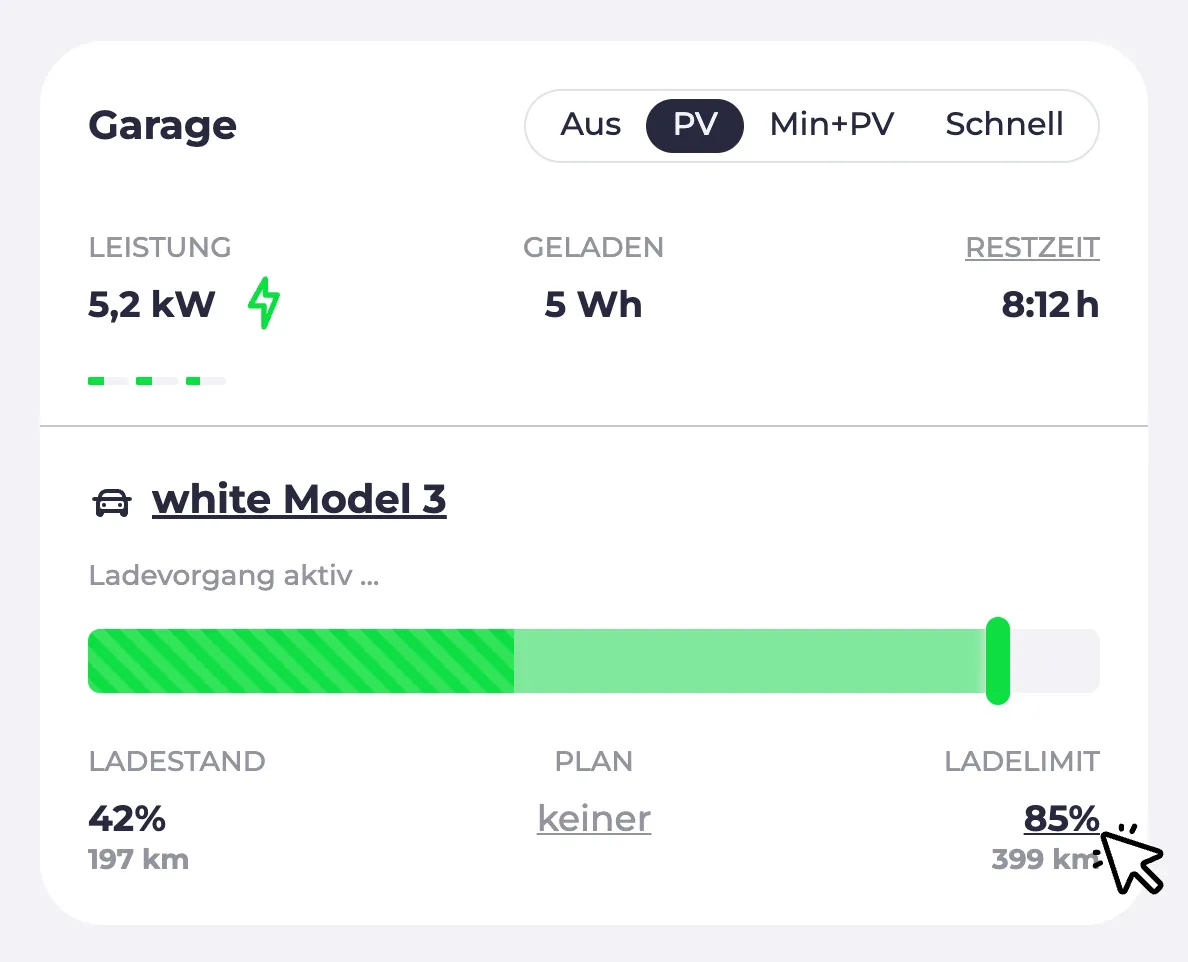 Garage
Aus PV Min+PV Schnell
LEISTUNG GELADEN RESTZEIT
5,2 kW 5 Wh 8:12 h
white Model 3
Ladevorgang aktiv ...
LADESTAND PLAN LADELIMIT
42% keiner 85%
197 km 399 km